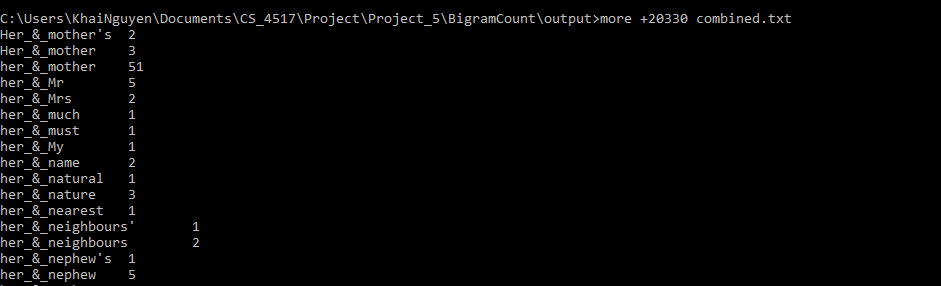 C:\Users\KhaiNguyen\Documents\CS_4517\Project\Project_5\BigramCount\output>more +20330 combined.txt
Her_&_mother's 2
Her_&_mother 3
her_&_mother 51
her_&_Mr 5
her_&_Mrs 2
her_&_much 1
her_&_must 1
her_&_My 1
her_&_name 2
her_&_natural 1
her_&_nature 3
her_&_nearest 1
her_&_neighbours' 1
her_&_neighbours 2
her_&_nephew's 1
her_&_nephew 5